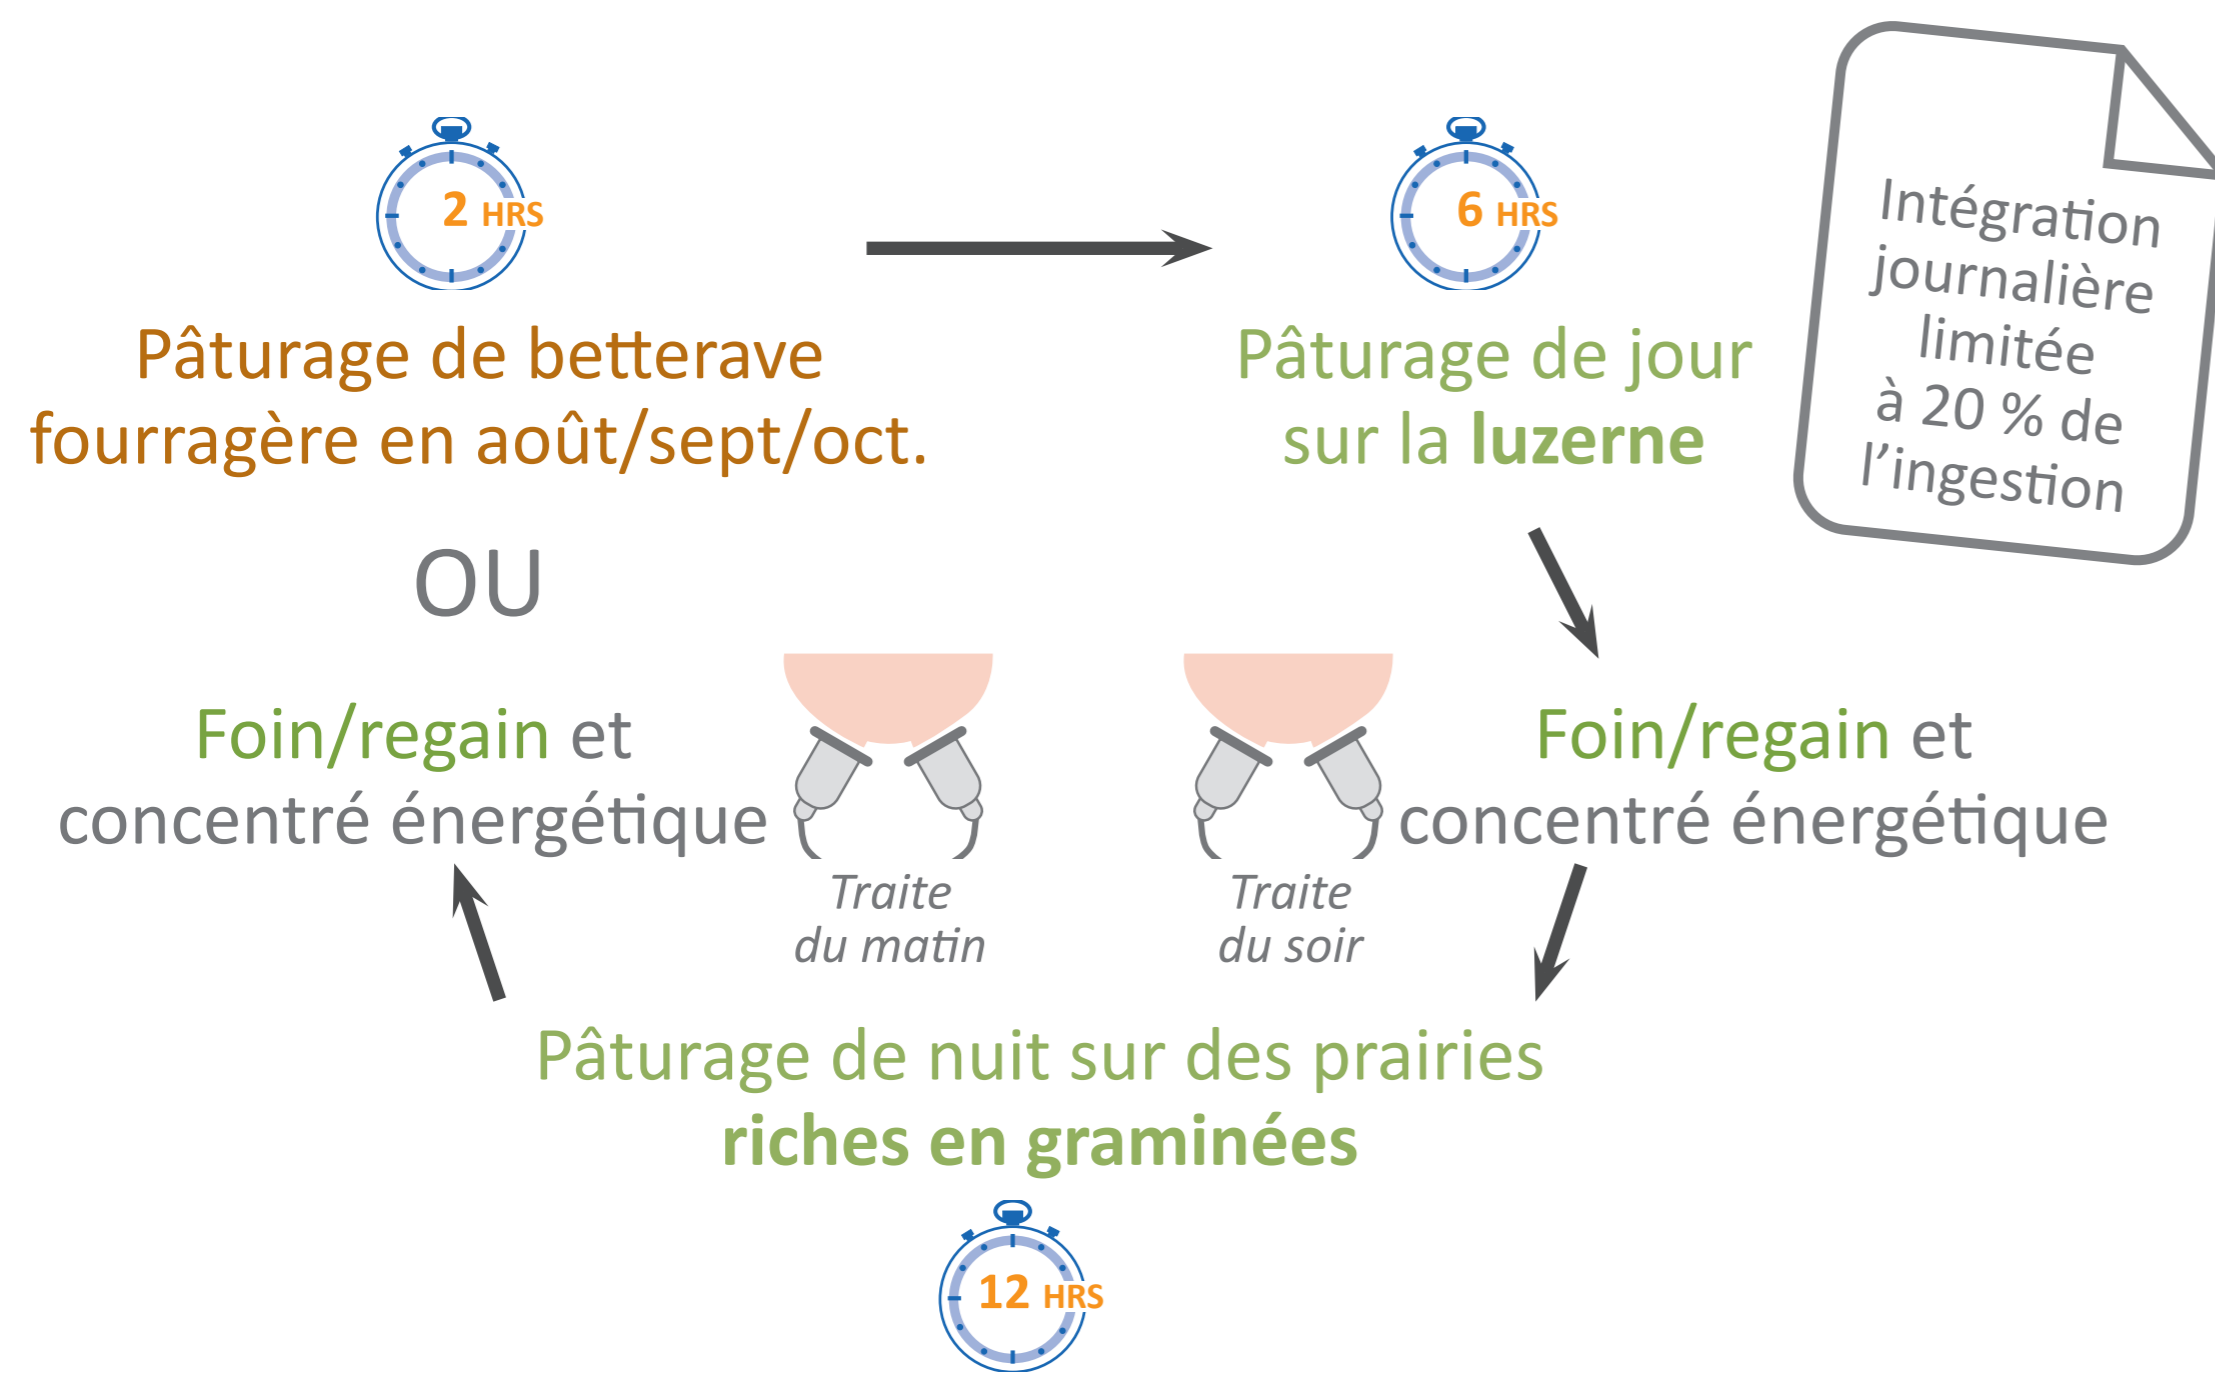 2 HRS
Pâturage de betterave
fourragère en août/sept/oct.
OU
Foin/regain et
concentré énergétique
6 HRS
Pâturage de jour
sur la luzerne
Intégration
journalière
limitée
à 20 % de
l’ingestion
Traite
du matin
Traite
du soir
Foin/regain et
concentré énergétique
Pâturage de nuit sur des prairies
riches en graminées
12 HRS